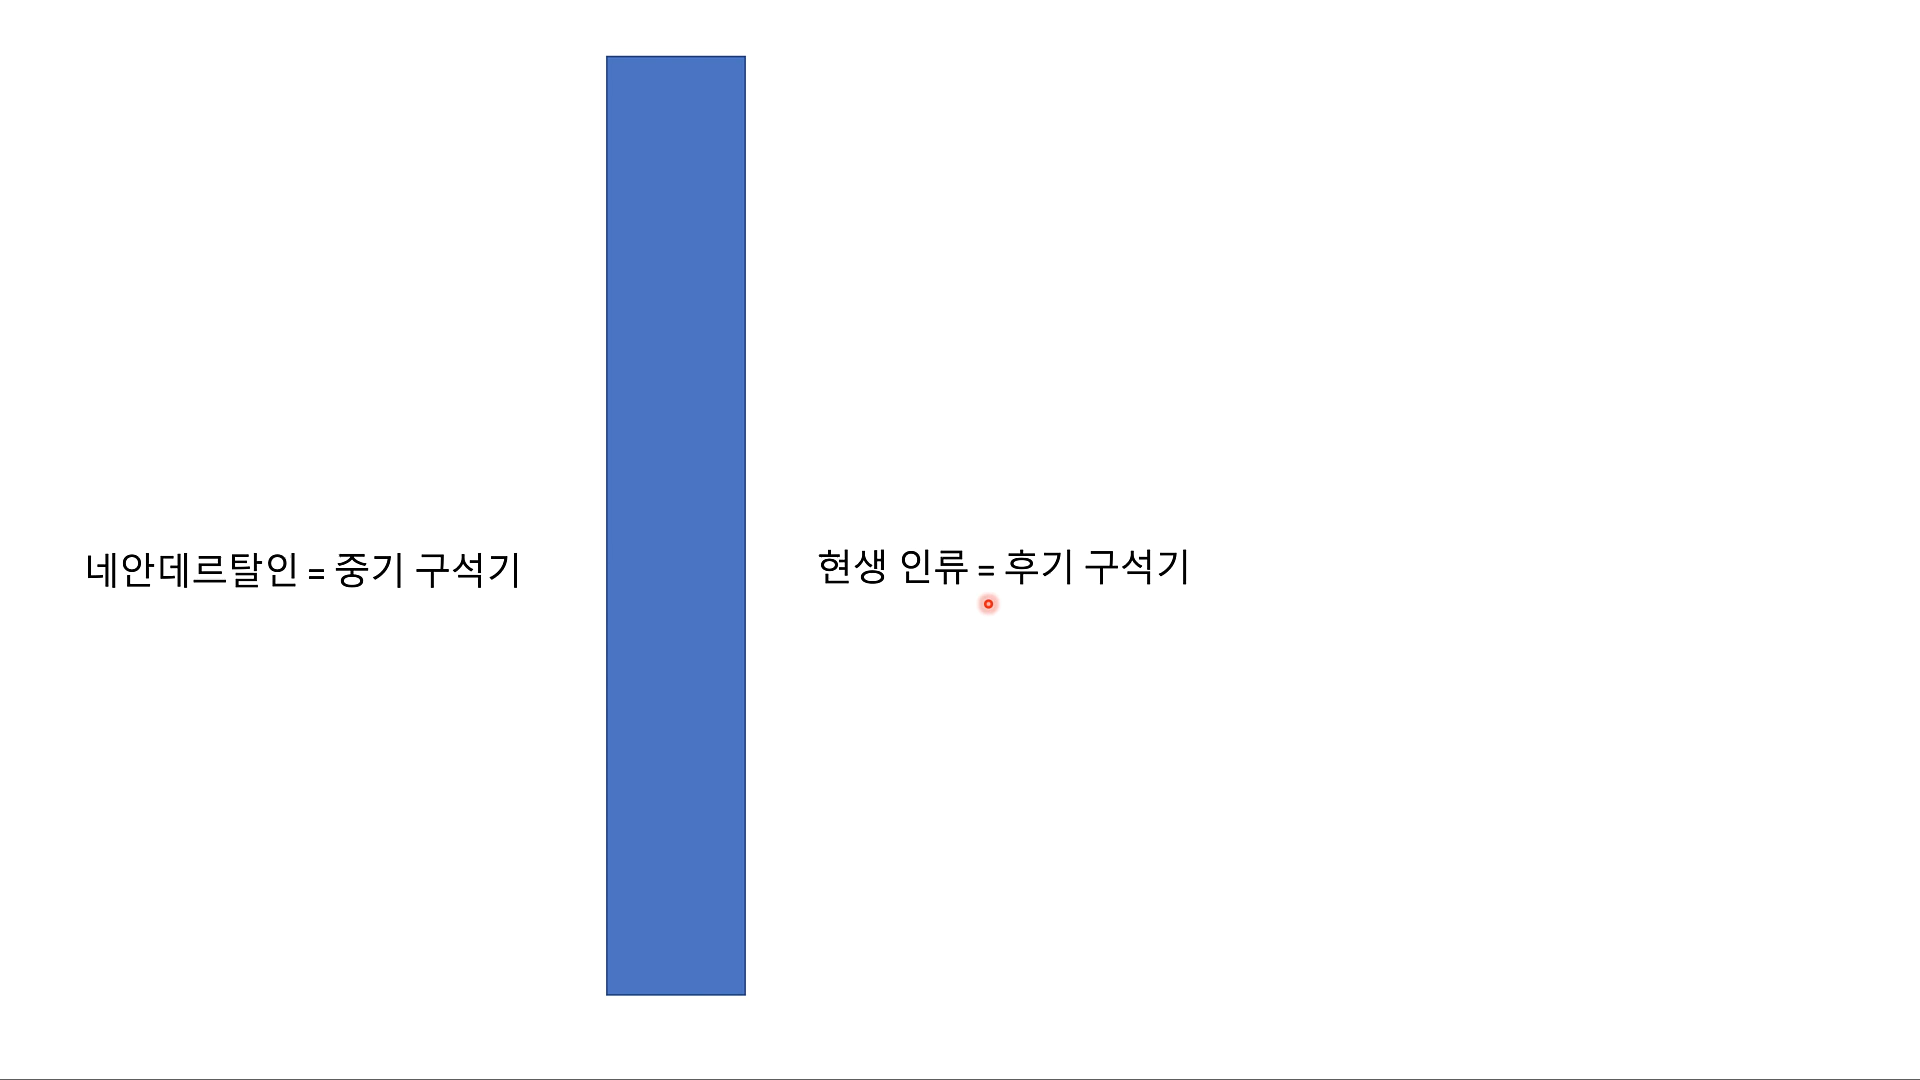 네안데르탈인 = 중기 구석기
현생 인류 = 후기 구석기